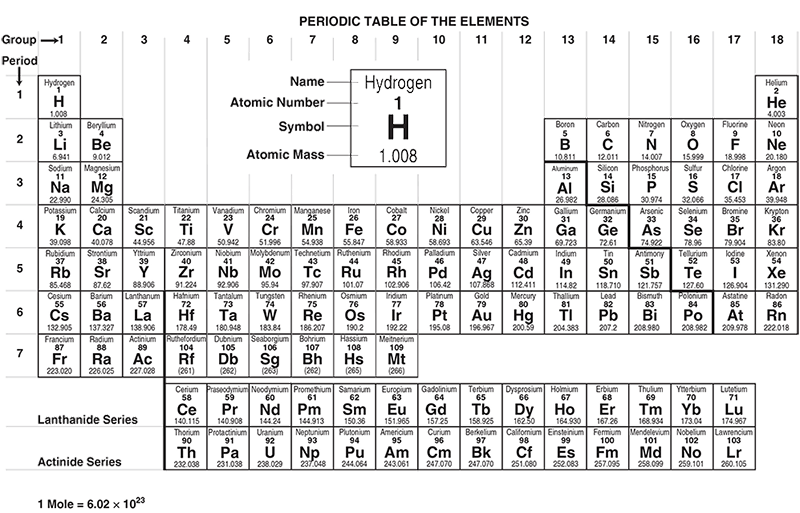 PERIODIC TABLE OF THE ELEMENTS
Group 1 2 3 4 5 6 7 8 9 10 11 12 13 14 15 16 17 18
Period
Name Hydrogen
Atomic Number 1
Symbol H
Atomic Mass 1.008
1
Hydrogen Helium
1 2
H He
1.008 4.003
2
Lithium Beryllium Boron Carbon Nitrogen Oxygen Fluorine Neon
3 4 5 6 7 8 9 10
Li Be B C N O F Ne
6.941 9.012 10.811 12.011 14.007 15.999 18.998 20.180
3
Sodium Magnesium Aluminum Silicon Phosphorus Sulfur Chlorine Argon
11 12 13 14 15 16 17 18
Na Mg Al Si P S Cl Ar
22.990 24.305 26.982 28.086 30.974 32.066 35.453 39.948
4
Potassium Calcium Scandium Titanium Vanadium Chromium Manganese Iron Cobalt Nickel Copper Zinc Gallium Germanium Arsenic Selenium Bromine Krypton
19 20 21 22 23 24 25 26 27 28 29 30 31 32 33 34 35 36
K Ca Sc Ti V Cr Mn Fe Co Ni Cu Zn Ga Ge As Se Br Kr
39.098 40.078 44.956 47.88 50.942 51.996 54.938 55.847 58.933 58.693 63.546 65.39 69.723 72.61 74.922 78.96 79.904 83.80
5
Rubidium Strontium Yttrium Zirconium Niobium Molybdenum Technetium Ruthenium Rhodium Palladium Silver Cadmium Indium Tin Antimony Tellurium Iodine Xenon
37 38 39 40 41 42 43 44 45 46 47 48 49 50 51 52 53 54
Rb Sr Y Zr Nb Mo Tc Ru Rh Pd Ag Cd In Sn Sb Te I Xe
85.468 87.62 88.906 91.224 92.906 95.94 97.907 101.07 102.906 106.42 107.868 112.411 114.82 118.710 121.757 127.60 126.904 131.290
6
Cesium Barium Lanthanum Hafnium Tantalum Tungsten Rhenium Osmium Iridium Platinum Gold Mercury Thallium Lead Bismuth Polonium Astatine Radon
55 56 57 72 73 74 75 76 77 78 79 80 81 82 83 84 85 86
Cs Ba La Hf Ta W Re Os Ir Pt Au Hg Tl Pb Bi Po At Rn
132.905 137.327 138.906 178.49 180.948 183.84 186.207 190.2 192.22 195.08 196.967 200.59 204.383 207.2 208.980 208.982 209.978 222.018
7
Francium Radium Actinium Rutherfordium Dubnium Seaborgium Bohrium Hassium Meitnerium
87 88 89 104 105 106 107 108 109
Fr Ra Ac Rf Db Sg Bh Hs Mt
223.020 226.025 227.028 (261) (262) (263) (262) (265) (266)
Lanthanide Series
Cerium Praseodymium Neodymium Promethium Samarium Europium Gadolinium Terbium Dysprosium Holmium Erbium Thulium Ytterbium Lutetium
58 59 60 61 62 63 64 65 66 67 68 69 70 71
Ce Pr Nd Pm Sm Eu Gd Tb Dy Ho Er Tm Yb Lu
140.115 140.908 144.24 144.913 150.36 151.965 157.25 158.925 162.50 164.930 167.26 168.934 173.04 174.967
Actinide Series
Thorium Protactinium Uranium Neptunium Plutonium Americium Curium Berkelium Californium Einsteinium Fermium Mendelevium Nobelium Lawrencium
90 91 92 93 94 95 96 97 98 99 100 101 102 103
Th Pa U Np Pu Am Cm Bk Cf Es Fm Md No Lr
232.038 231.038 238.029 237.048 244.064 243.061 247.070 247.070 251.080 252.083 257.095 258.099 259.101 260.105
1 Mole = 6.02 × 10²³